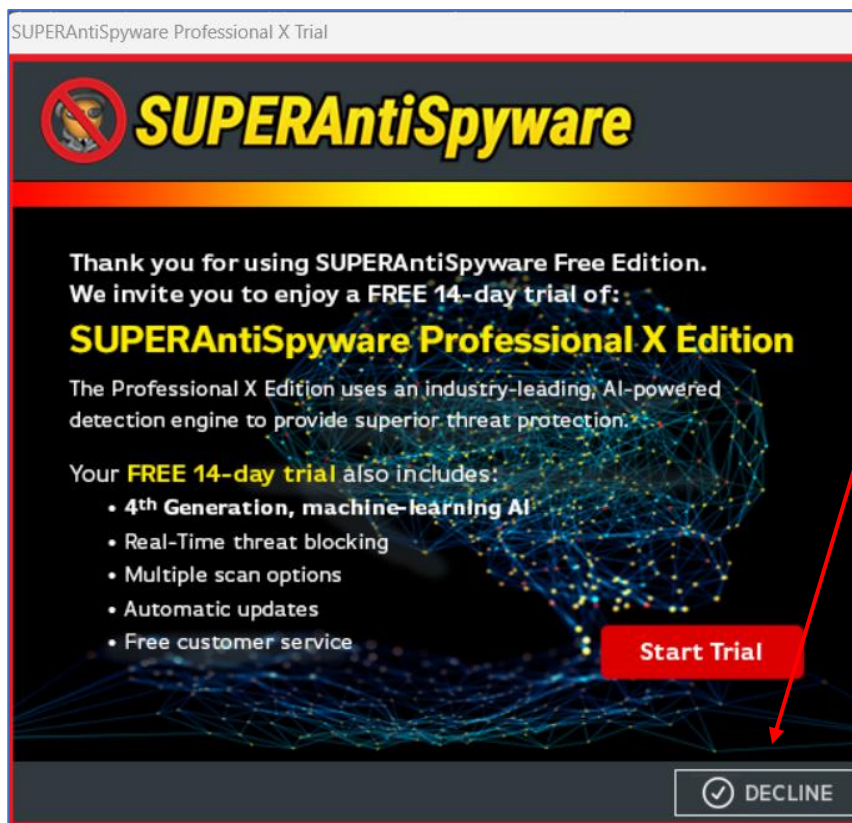 SUPERAntiSpyware Professional X Trial
SUPERAntiSpyware
Thank you for using SUPERAntiSpyware Free Edition.
We invite you to enjoy a FREE 14-day trial of:
SUPERAntiSpyware Professional X Edition
The Professional X Edition uses an industry-leading, AI-powered
detection engine to provide superior threat protection.
Your FREE 14-day trial also includes:
• 4th Generation, machine-learning AI
• Real-Time threat blocking
• Multiple scan options
• Automatic updates
• Free customer service
Start Trial
DECLINE